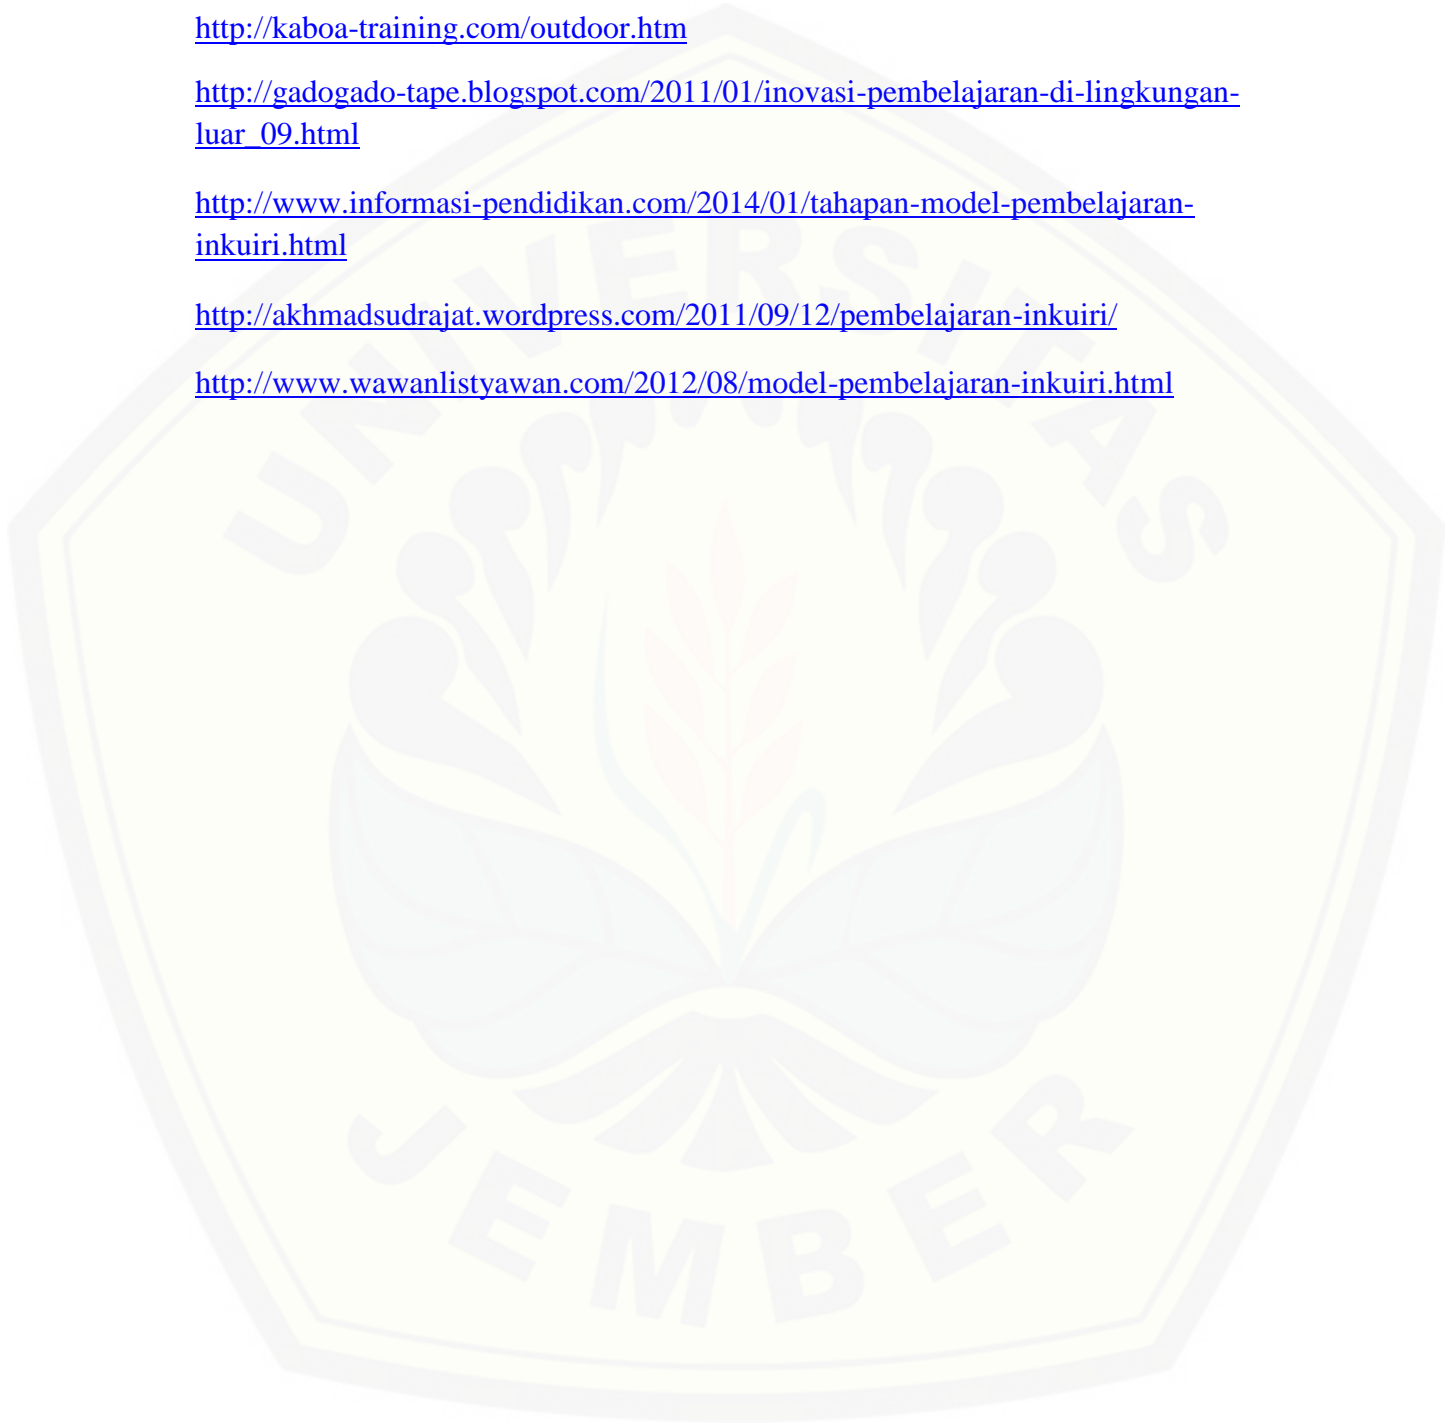 http://kaboa-training.com/outdoor.htm
http://gadogado-tape.blogspot.com/2011/01/inovasi-pembelajaran-di-lingkungan-
luar_09.html
http://www.informasi-pendidikan.com/2014/01/tahapan-model-pembelajaran-
inkuiri.html
http://akhmadsudrajat.wordpress.com/2011/09/12/pembelajaran-inkuiri/
http://www.wawanlistyawan.com/2012/08/model-pembelajaran-inkuiri.html
UNIVERSITAS
JEMBER